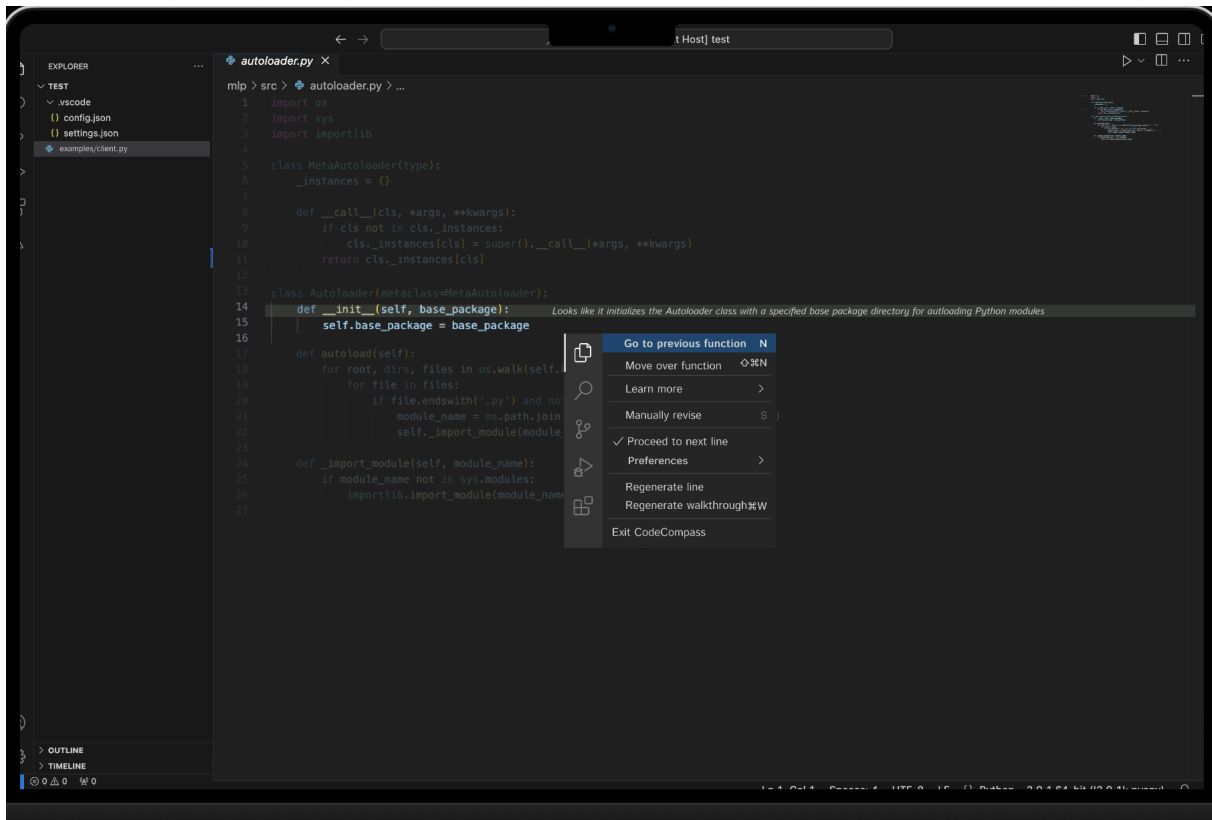 t Host] test
EXPLORER ...
TEST
.vscode
{} config.json
{} settings.json
examples/client.py
autoloader.py ×
mlp > src > autoloader.py > ...
1 import os
2 import sys
3 import importlib
4
5 class MetaAutoloader(type):
6 _instances = {}
7
8 def __call__(cls, *args, **kwargs):
9 if cls not in cls._instances:
10 cls._instances[cls] = super().__call__(*args, **kwargs)
11 return cls._instances[cls]
12
13 class Autoloader(metaclass=MetaAutoloader):
14 def __init__(self, base_package): Looks like it initializes the Autoloader class with a specified base package directory for autloading Python modules
15 self.base_package = base_package
16
17 def autoload(self):
18 for root, dirs, files in os.walk(self.
19 for file in files:
20 if file.endswith('.py') and no
21 module_name = os.path.join )
22 self._import_module(module_
23
24 def _import_module(self, module_name):
25 if module_name not in sys.modules:
26 importlib.import_module(module_name
27
Go to previous function N
Move over function ⇧⌘N
Learn more >
Manually revise S
✓ Proceed to next line
Preferences >
Regenerate line
Regenerate walkthrough⌘W
Exit CodeCompass
> OUTLINE
> TIMELINE
0 0 0